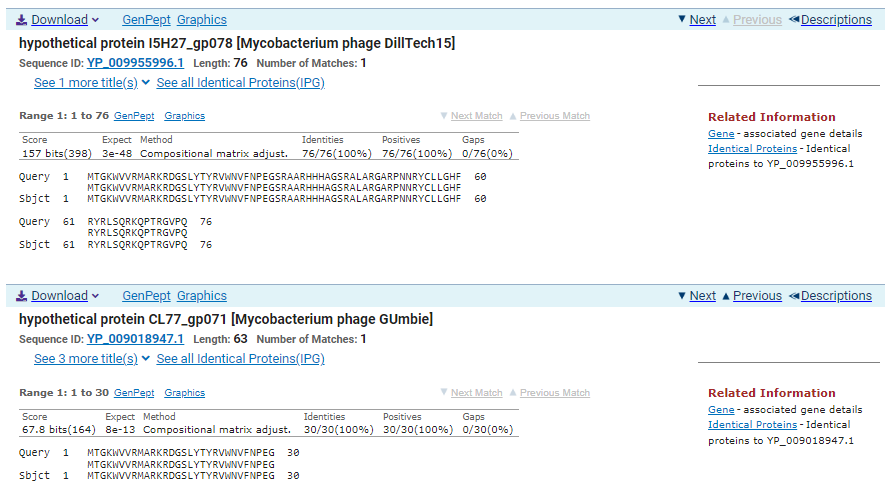 Download GenPept Graphics Next Previous Descriptions
hypothetical protein I5H27_gp078 [Mycobacterium phage DillTech15]
Sequence ID: YP_009955996.1 Length: 76 Number of Matches: 1
See 1 more title(s) See all Identical Proteins(IPG)
Range 1: 1 to 76 GenPept Graphics Next Match Previous Match
Score Expect Method Identities Positives Gaps
157 bits(398) 3e-48 Compositional matrix adjust. 76/76(100%) 76/76(100%) 0/76(0%)
Query 1 MTGKWVVRMARKRDGSLYTYRVWNVFNPEGSRAARHHHAGSRALARGARPNNRYCLLGHF 60
MTGKWVVRMARKRDGSLYTYRVWNVFNPEGSRAARHHHAGSRALARGARPNNRYCLLGHF
Sbjct 1 MTGKWVVRMARKRDGSLYTYRVWNVFNPEGSRAARHHHAGSRALARGARPNNRYCLLGHF 60
Query 61 RYRLSQRKQPTRGVPQ 76
RYRLSQRKQPTRGVPQ
Sbjct 61 RYRLSQRKQPTRGVPQ 76
Related Information
Gene - associated gene details
Identical Proteins - Identical
proteins to YP_009955996.1
Download GenPept Graphics Next Previous Descriptions
hypothetical protein CL77_gp071 [Mycobacterium phage GUmbie]
Sequence ID: YP_009018947.1 Length: 63 Number of Matches: 1
See 3 more title(s) See all Identical Proteins(IPG)
Range 1: 1 to 30 GenPept Graphics Next Match Previous Match
Score Expect Method Identities Positives Gaps
67.8 bits(164) 8e-13 Compositional matrix adjust. 30/30(100%) 30/30(100%) 0/30(0%)
Query 1 MTGKWVVRMARKRDGSLYTYRVWNVFNPEG 30
MTGKWVVRMARKRDGSLYTYRVWNVFNPEG
Sbjct 1 MTGKWVVRMARKRDGSLYTYRVWNVFNPEG 30
Related Information
Gene - associated gene details
Identical Proteins - Identical
proteins to YP_009018947.1